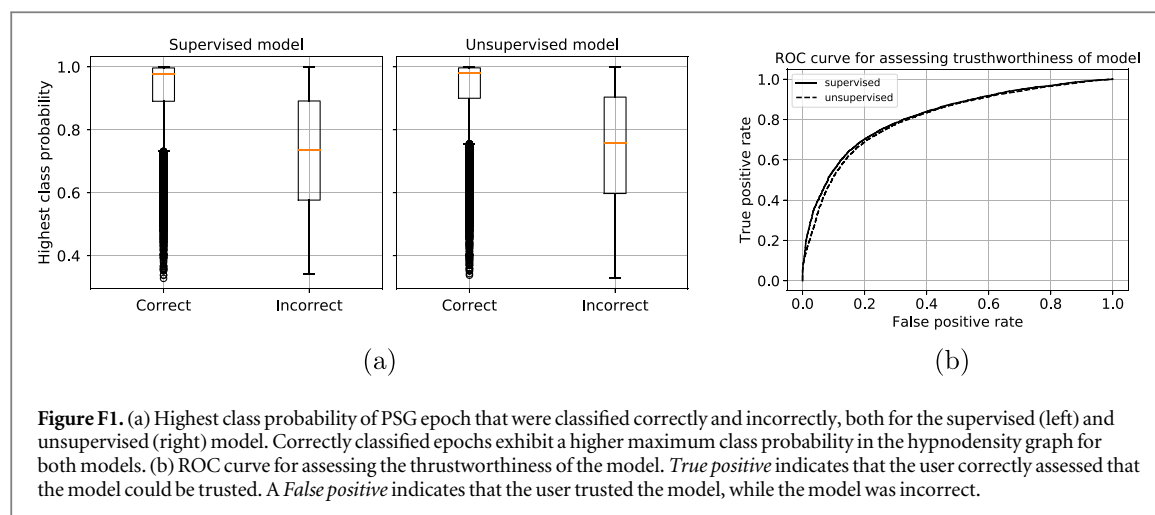 Supervised model
Unsupervised model
Highest class probability
1.0
0.8
0.6
0.4
Correct
Incorrect
Correct
Incorrect
(a)
ROC curve for assessing trusthworthiness of model
supervised
unsupervised
True positive rate
1.0
0.8
0.6
0.4
0.2
0.0
0.0 0.2 0.4 0.6 0.8 1.0
False positive rate
(b)
Figure F1. (a) Highest class probability of PSG epoch that were classified correctly and incorrectly, both for the supervised (left) and
unsupervised (right) model. Correctly classified epochs exhibit a higher maximum class probability in the hypnodensity graph for
both models. (b) ROC curve for assessing the thrustworthiness of the model. True positive indicates that the user correctly assessed that
the model could be trusted. A False positive indicates that the user trusted the model, while the model was incorrect.